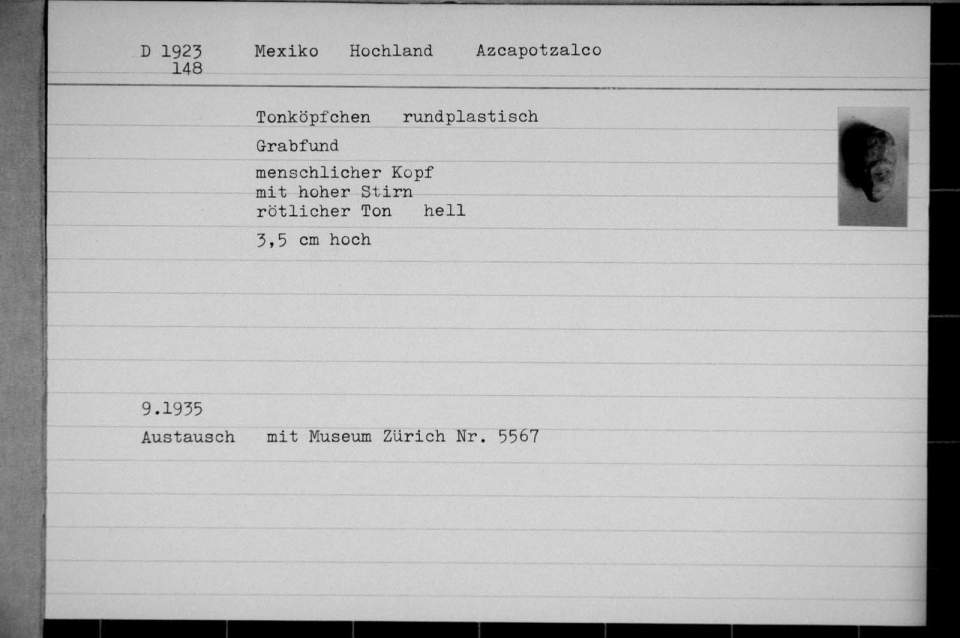 D 1923 Mexiko Hochland Azcapotzalco
148
Tonköpfchen rundplastisch
Grabfund
menschlicher Kopf
mit hoher Stirn
rötlicher Ton hell
3,5 cm hoch
9.1935
Austausch mit Museum Zürich Nr. 5567